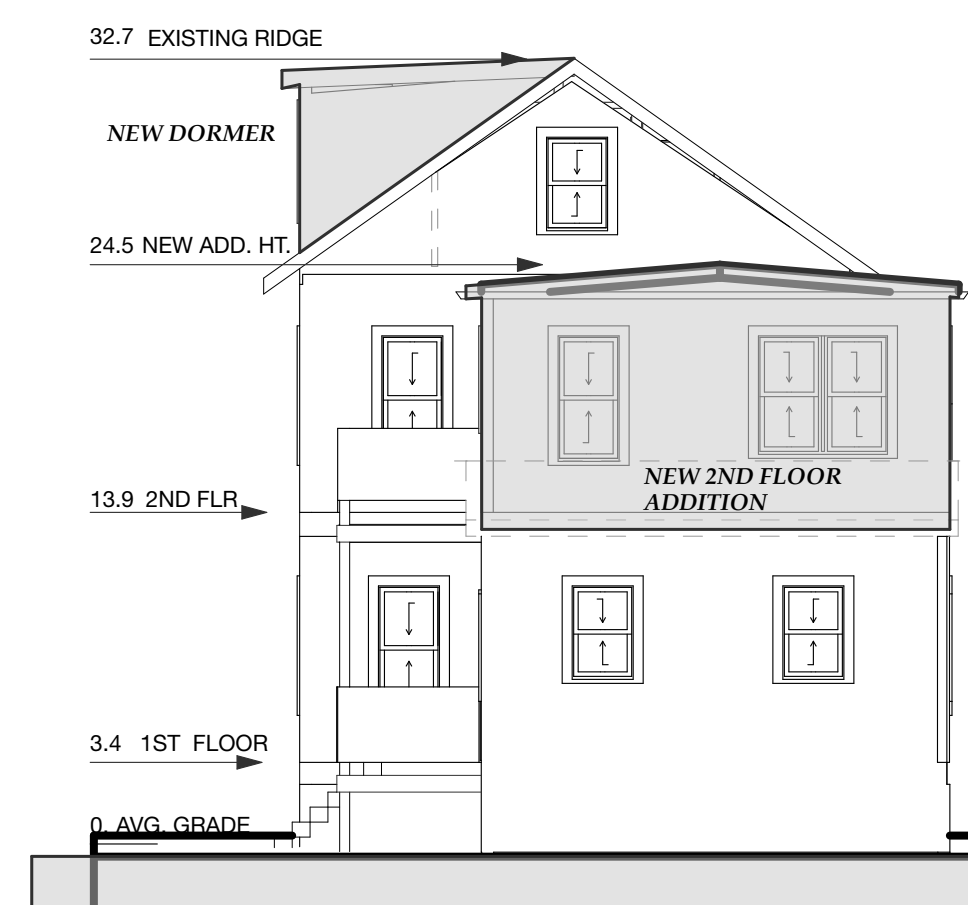 32.7 EXISTING RIDGE
NEW DORMER
24.5 NEW ADD. HT.
NEW 2ND FLOOR
ADDITION
13.9 2ND FLR
3.4 1ST FLOOR
0. AVG. GRADE